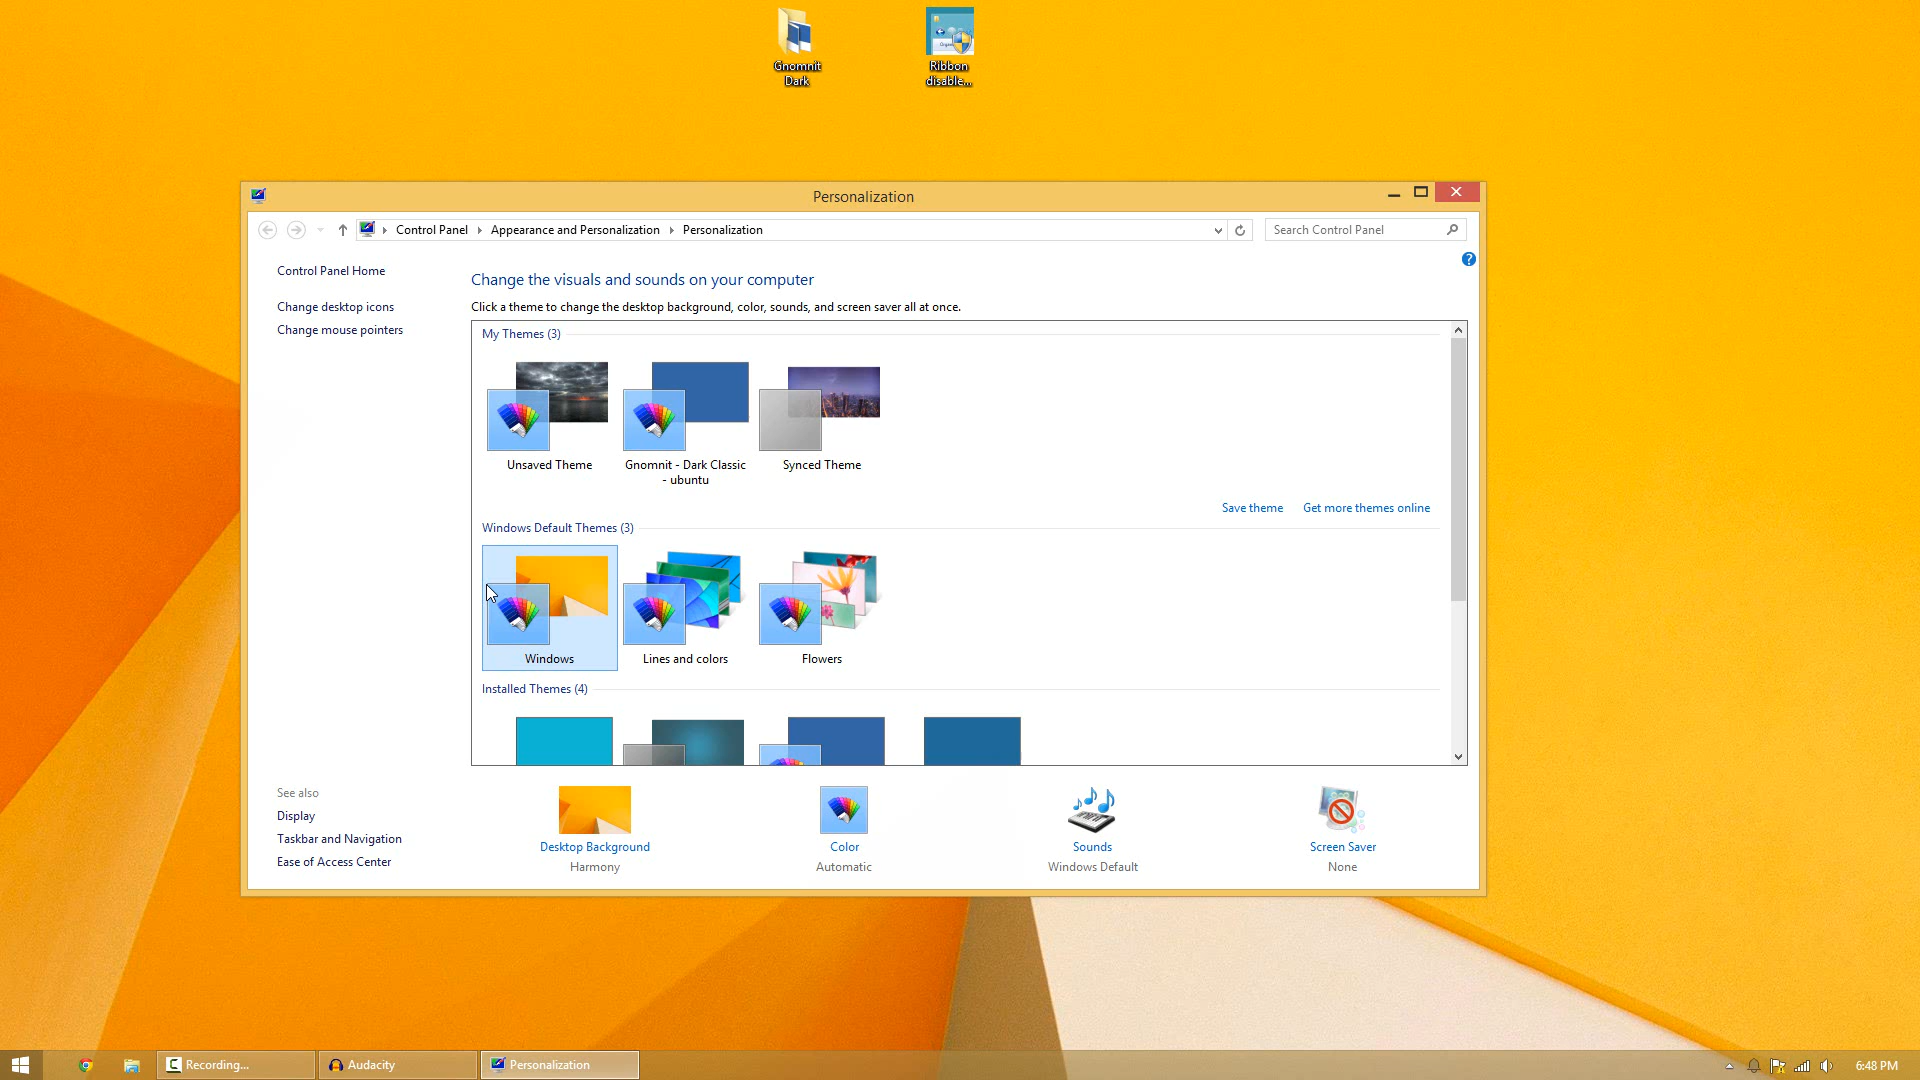 Gnomnit
Dark
Ribbon
disable...
Personalization
Control Panel
Appearance and Personalization
Personalization
Search Control Panel
Control Panel Home
Change desktop icons
Change mouse pointers
Change the visuals and sounds on your computer
Click a theme to change the desktop background, color, sounds, and screen saver all at once.
My Themes (3)
Unsaved Theme
Gnomnit - Dark Classic
- ubuntu
Synced Theme
Save theme
Get more themes online
Windows Default Themes (3)
Windows
Lines and colors
Flowers
Installed Themes (4)
See also
Display
Taskbar and Navigation
Ease of Access Center
Desktop Background
Harmony
Color
Automatic
Sounds
Windows Default
Screen Saver
None
Recording...
Audacity
Personalization
6:48 PM